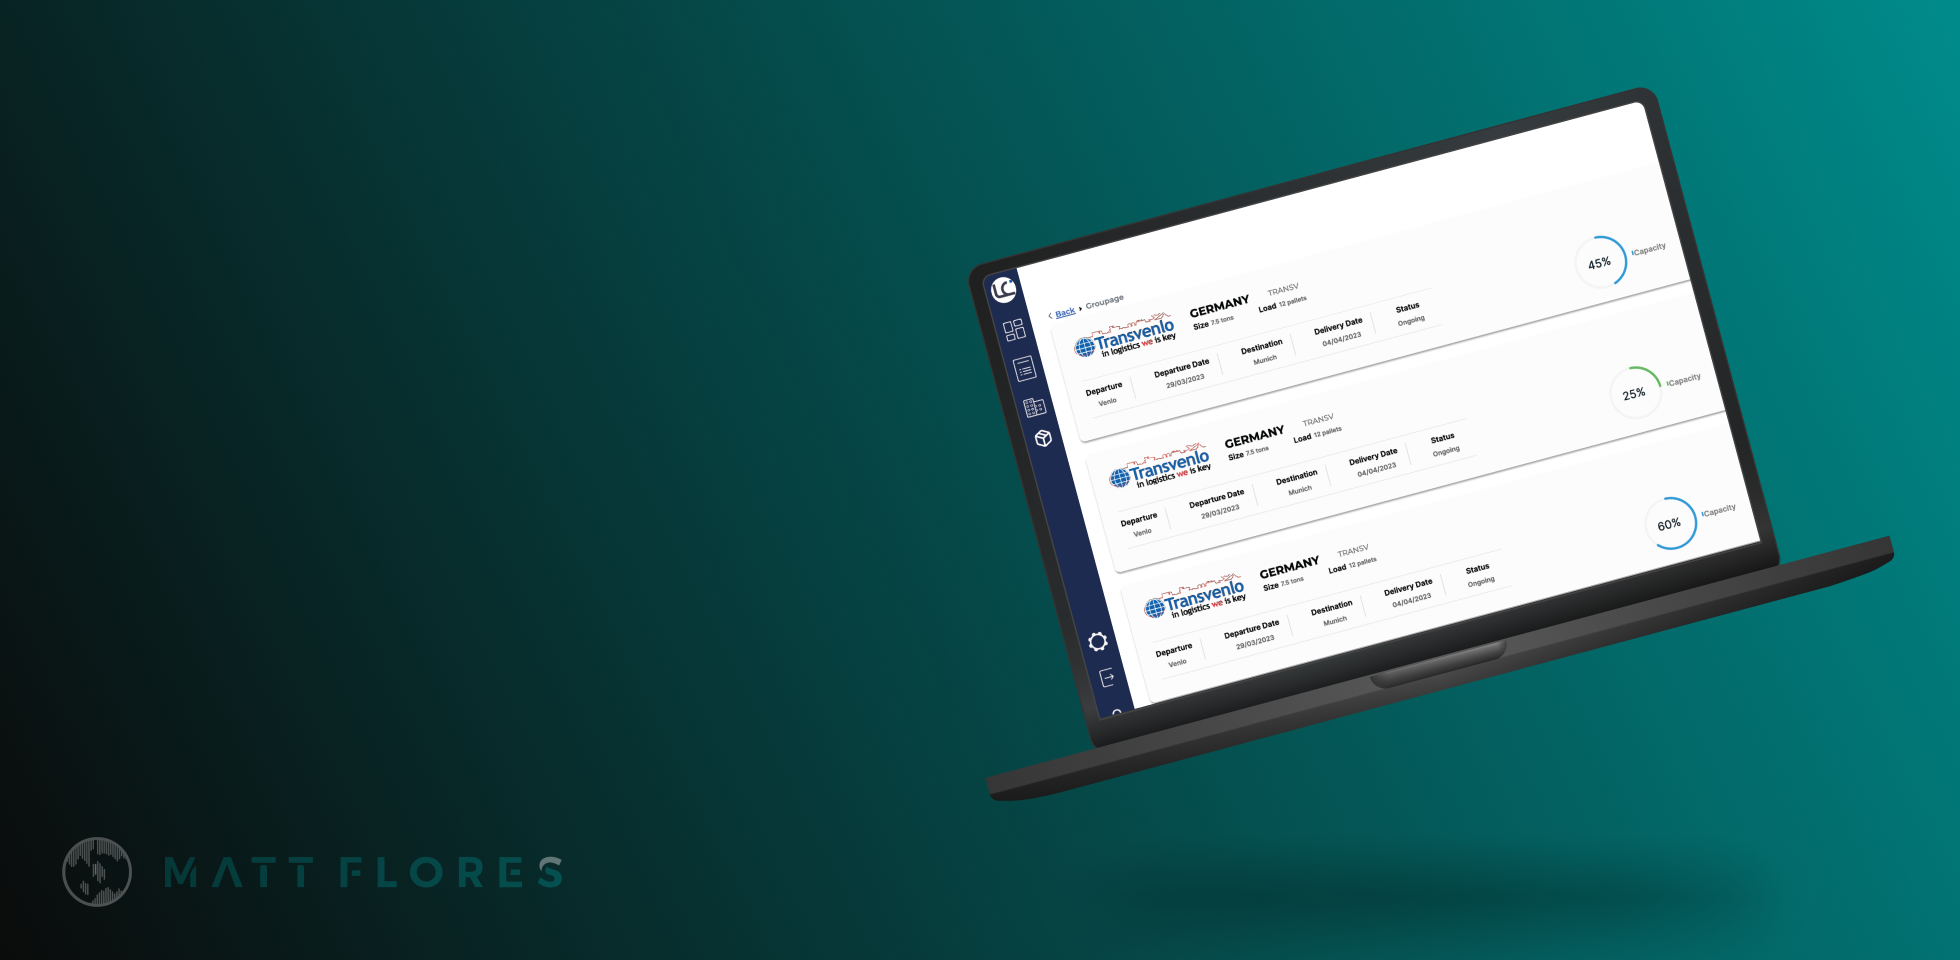 LC
Back › Groupage
Transvenlo
in logistics we is key
GERMANY
TRANSV
Size 7.5 tons
Load 12 pallets
Departure
Venlo
Departure Date
29/03/2023
Destination
Munich
Delivery Date
04/04/2023
Status
Ongoing
45%
Capacity
Transvenlo
in logistics we is key
GERMANY
TRANSV
Size 7.5 tons
Load 12 pallets
Departure
Venlo
Departure Date
29/03/2023
Destination
Munich
Delivery Date
04/04/2023
Status
Ongoing
25%
Capacity
Transvenlo
in logistics we is key
GERMANY
TRANSV
Size 7.5 tons
Load 12 pallets
Departure
Venlo
Departure Date
29/03/2023
Destination
Munich
Delivery Date
04/04/2023
Status
Ongoing
60%
Capacity
MATT FLORES